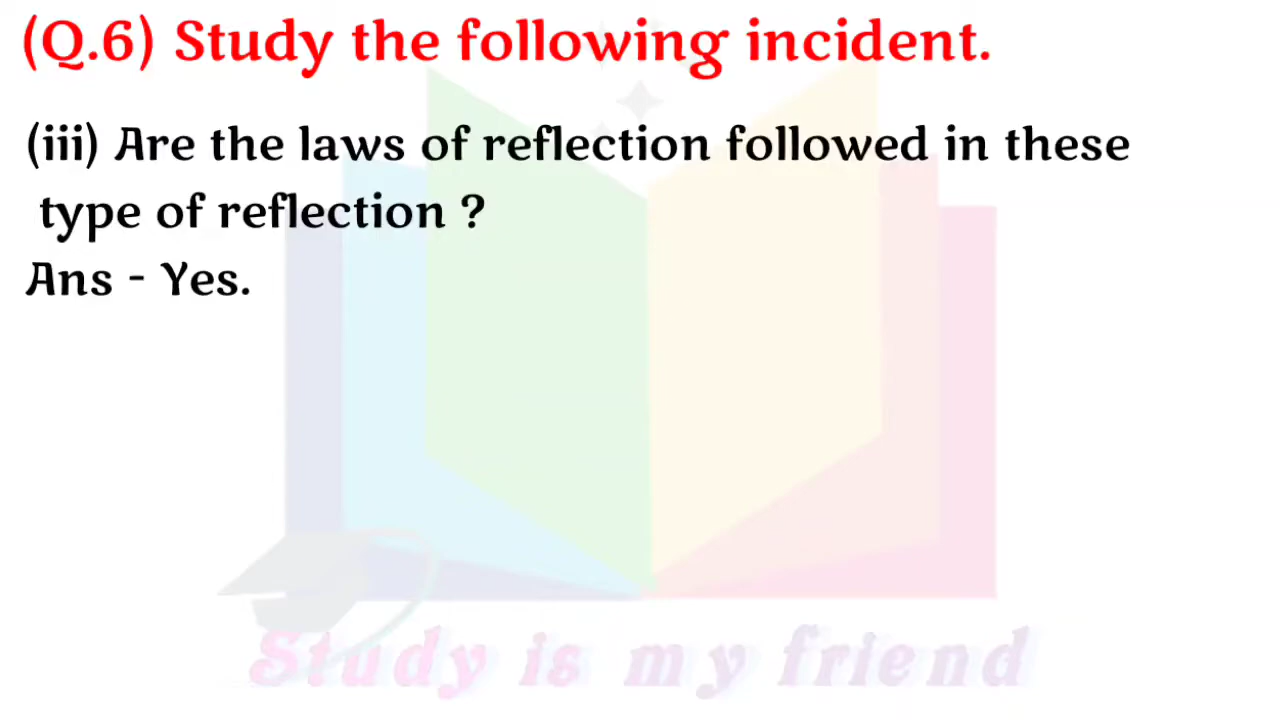 (Q.6) Study the following incident.
(iii) Are the laws of reflection followed in these
type of reflection ?
Ans - Yes.
Study is my friend